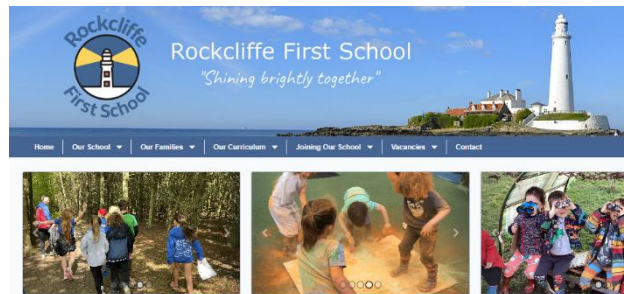 Rockcliffe
First School
Rockcliffe First School
"Shining brightly together"
Home Our School Our Families Our Curriculum Joining Our School Vacancies Contact